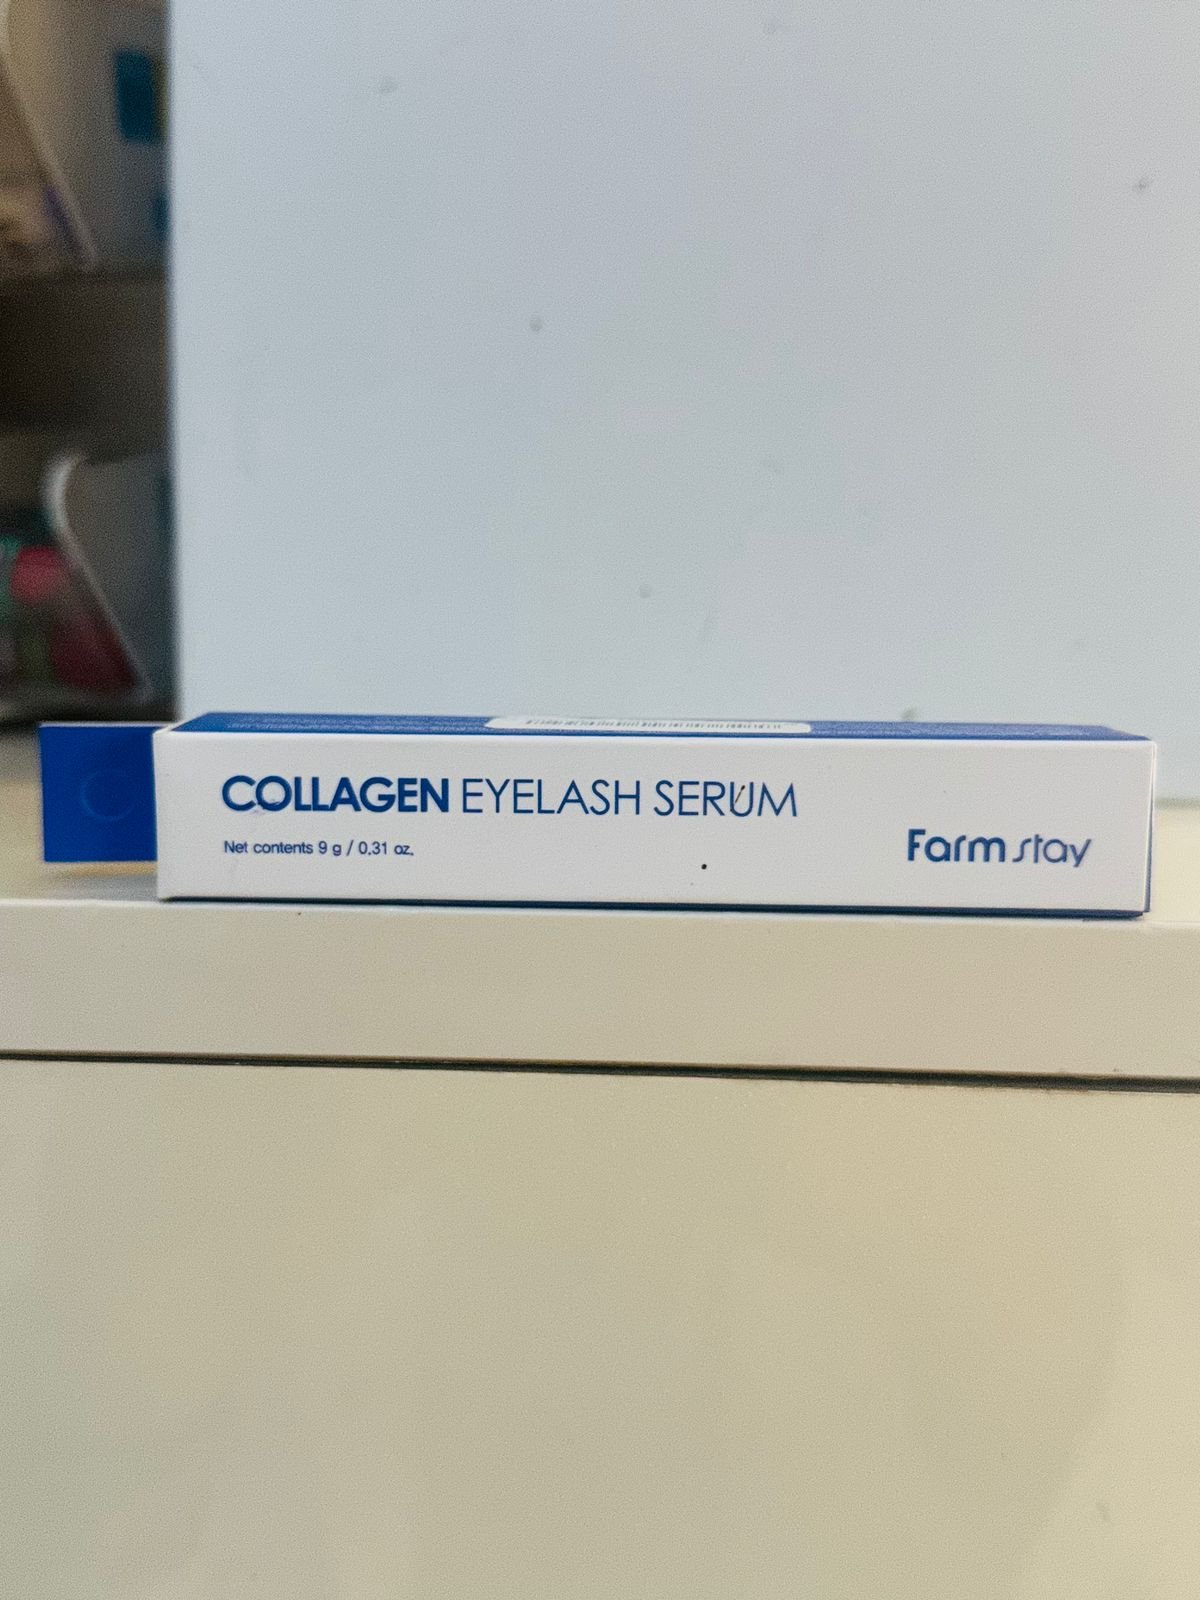 COLLAGEN EYELASH SERUM
Net contents 9 g / 0.31 oz.
Farm stay